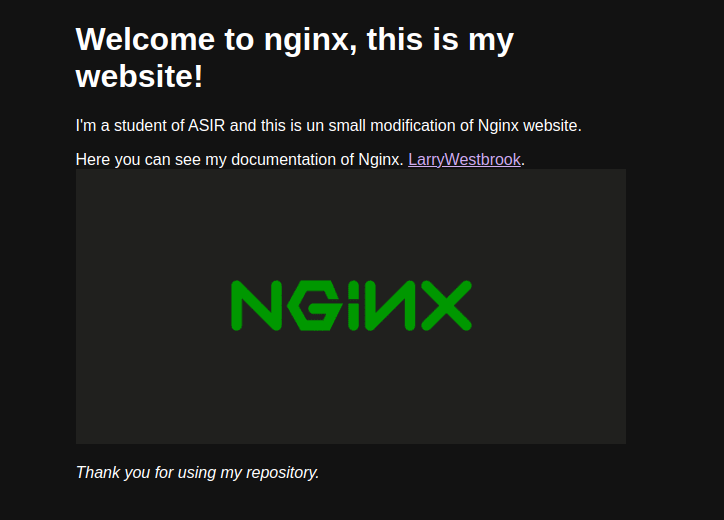 Welcome to nginx, this is my
website!
I'm a student of ASIR and this is un small modification of Nginx website.
Here you can see my documentation of Nginx. LarryWestbrook.
NGiNX
Thank you for using my repository.